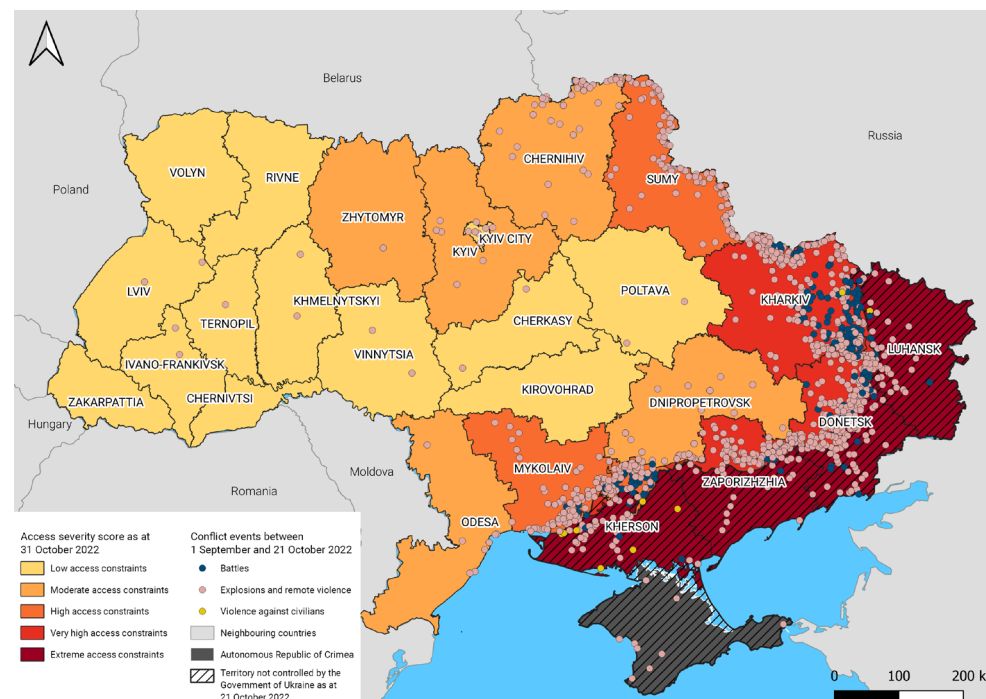 Belarus
Russia
Poland
VOLYN
RIVNE
CHERNIHIV
SUMY
ZHYTOMYR
KYIV CITY
KYIV
LVIV
KHMELNYTSKYI
TERNOPIL
POLTAVA
KHARKIV
CHERKASY
VINNYTSIA
LUHANSK
IVANO-FRANKIVSK
KIROVOHRAD
ZAKARPATTIA
CHERNIVTSI
DNIPROPETROVSK
Hungary
DONETSK
Moldova
MYKOLAIV
ZAPORIZHZHIA
Romania
ODESA
KHERSON
Access severity score as at
31 October 2022
Low access constraints
Moderate access constraints
High access constraints
Very high access constraints
Extreme access constraints
Conflict events between
1 September and 21 October 2022
Battles
Explosions and remote violence
Violence against civilians
Neighbouring countries
Autonomous Republic of Crimea
Territory not controlled by the
Government of Ukraine as at
21 October 2022
0 100 200 k